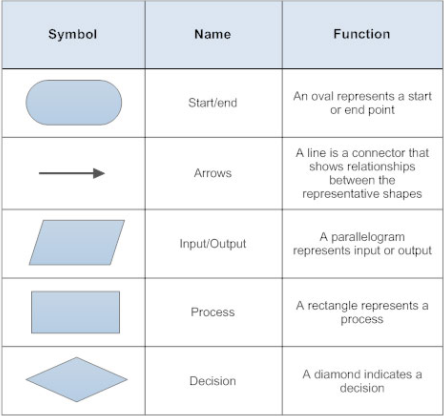 Symbol Name Function
Start/end
An oval represents a start
or end point
Arrows
A line is a connector that
shows relationships
between the
representative shapes
Input/Output
A parallelogram
represents input or output
Process
A rectangle represents a
process
Decision
A diamond indicates a
decision